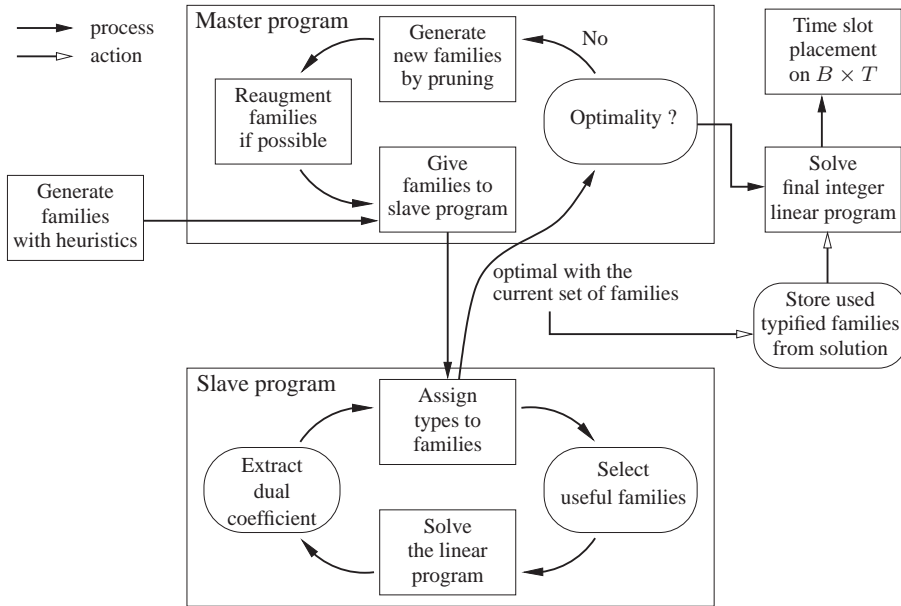 process
action
Master program
Generate
new families
by pruning
No
Reaugment
families
if possible
Optimality ?
Give
families to
slave program
Generate
families
with heuristics
Time slot
placement
on B × T
Solve
final integer
linear program
optimal with the
current set of families
Store used
typified families
from solution
Slave program
Assign
types to
families
Extract
dual
coefficient
Select
useful families
Solve
the linear
program